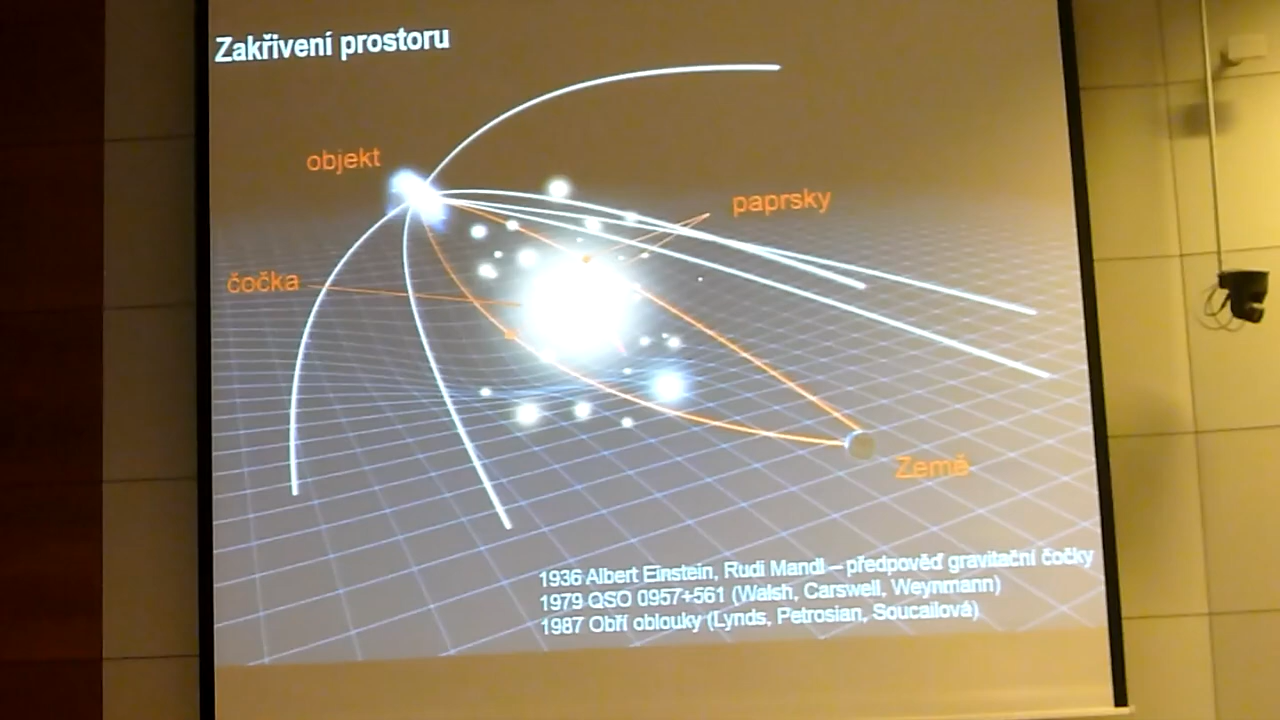 Zakřivení prostoru
objekt
paprsky
čočka
Země
1936 Albert Einstein, Rudi Mandl – předpověď gravitační čočky
1979 QSO 0957+561 (Walsh, Carswell, Weynmann)
1987 Obří oblouky (Lynds, Petrosian, Soucailová)